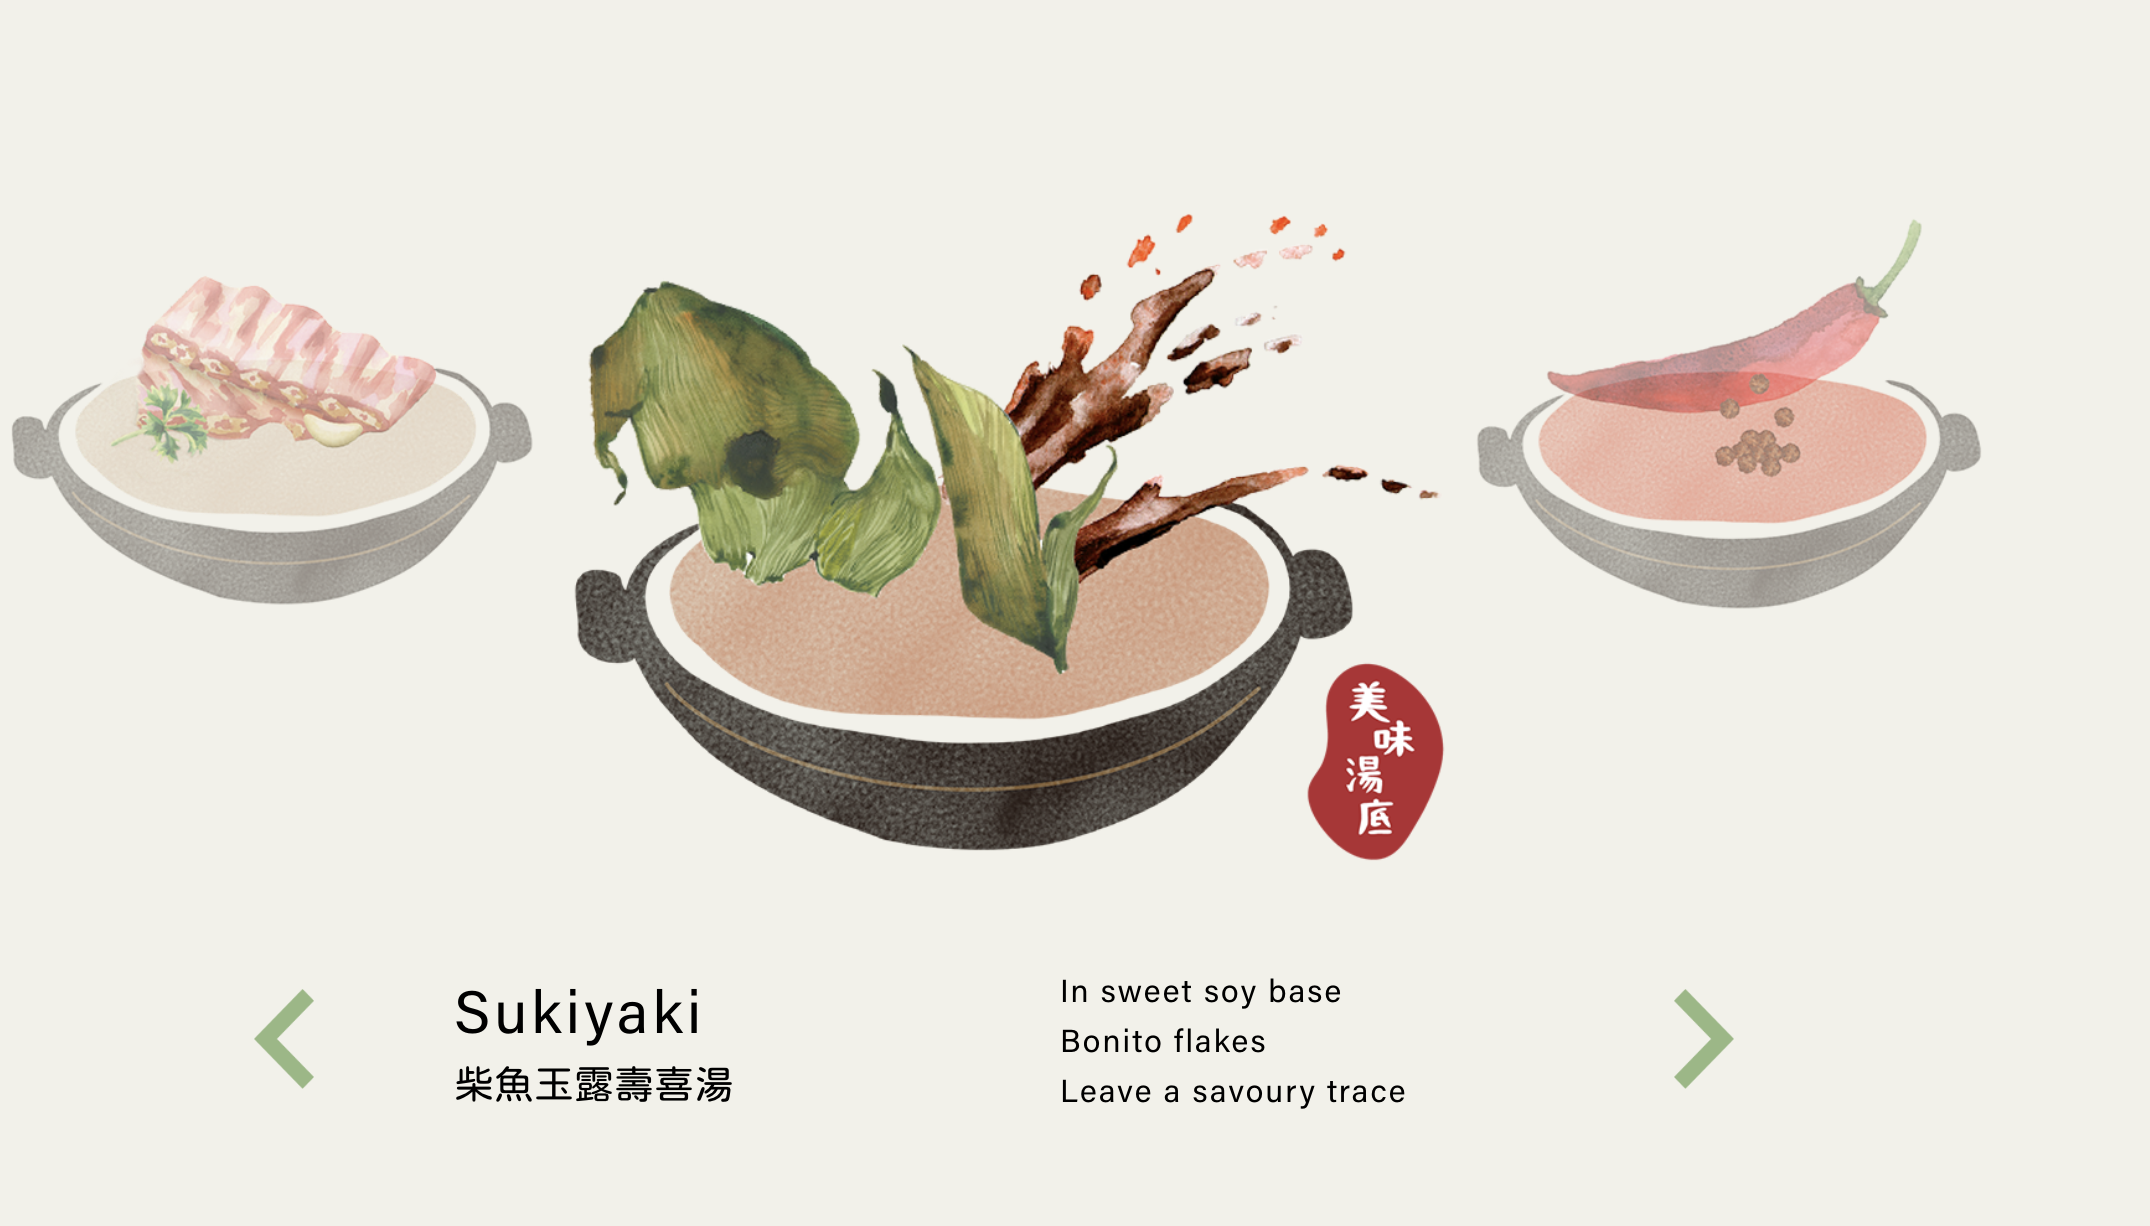 美味湯底
Sukiyaki
柴魚玉露壽喜湯
In sweet soy base
Bonito flakes
Leave a savoury trace